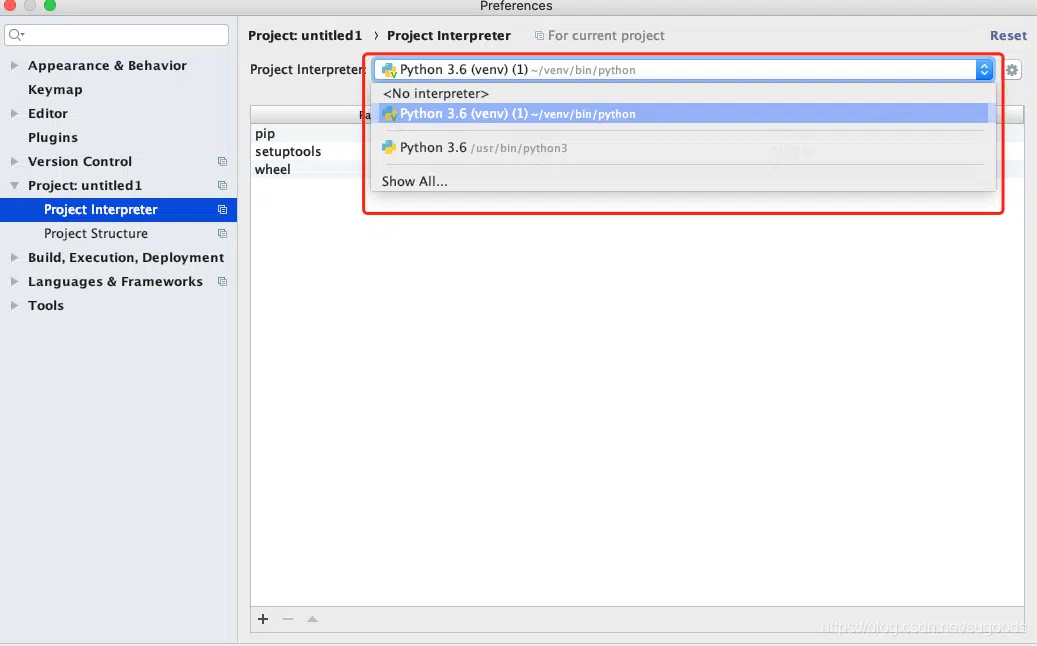 Preferences
Project: untitled1 › Project Interpreter For current project Reset
Appearance & Behavior
Keymap
Editor
Plugins
Version Control
Project: untitled1
Project Interpreter
Project Structure
Build, Execution, Deployment
Languages & Frameworks
Tools
Project Interpreter: Python 3.6 (venv) (1) ~/venv/bin/python
<No interpreter>
Python 3.6 (venv) (1) ~/venv/bin/python
Python 3.6 /usr/bin/python3
Show All...
Pa
pip
setuptools
wheel
https://blog.csdn.net/sugoods